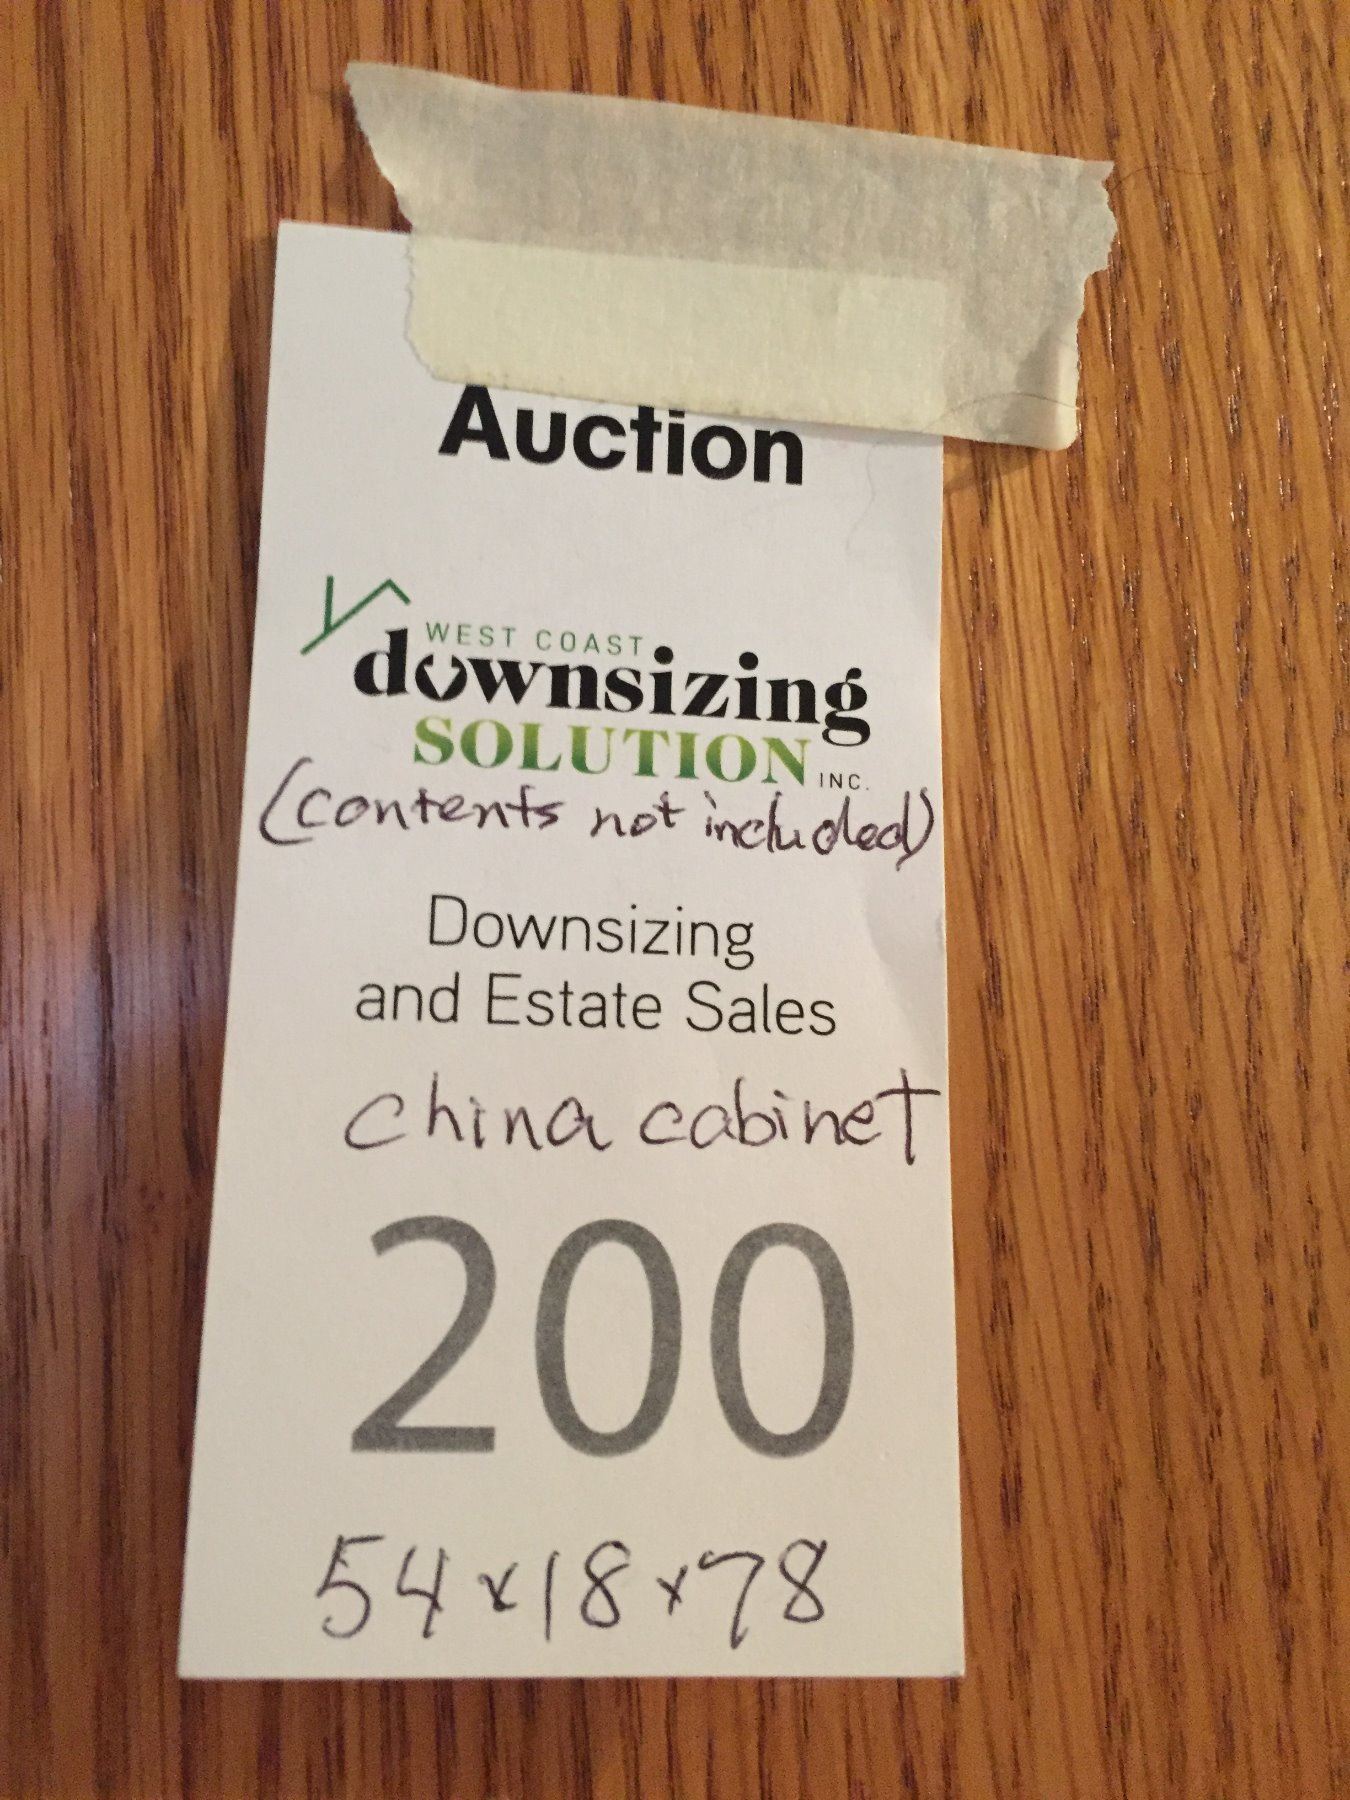 Auction
WEST COAST
downsizing
SOLUTION INC.
(contents not included)
Downsizing
and Estate Sales
china cabinet
200
54x18x78